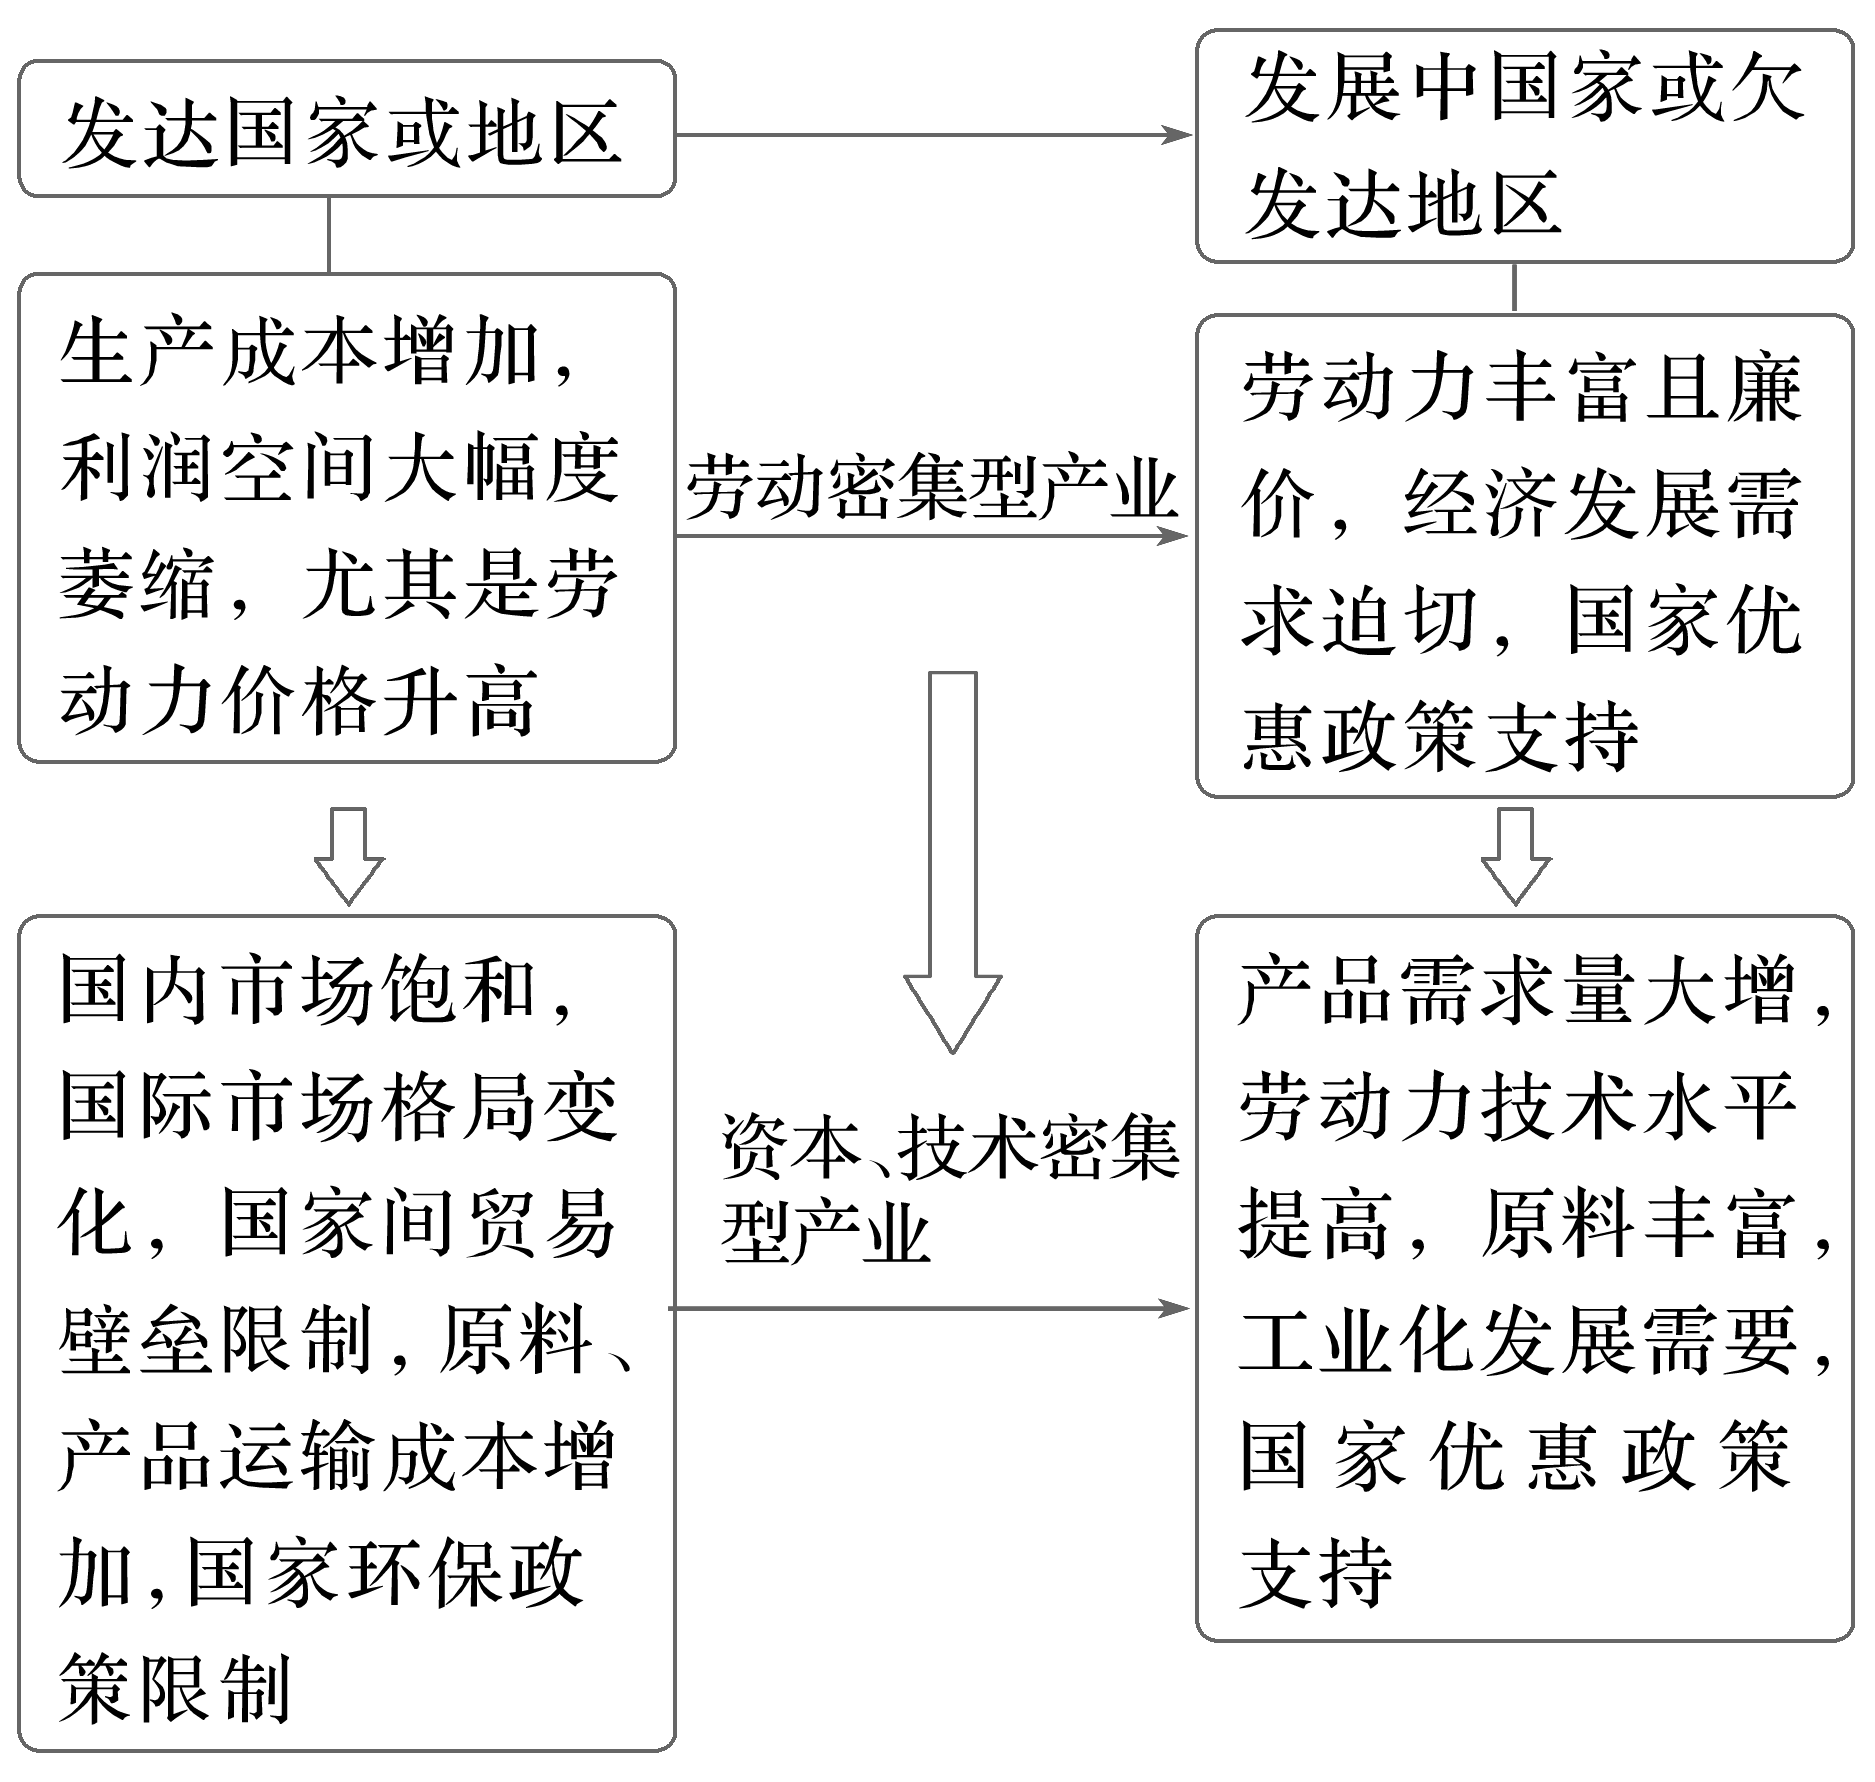 发达国家或地区
发展中国家或欠
发达地区
生产成本增加，
利润空间大幅度
萎缩，尤其是劳
动力价格升高
劳动密集型产业
劳动力丰富且廉
价，经济发展需
求迫切，国家优
惠政策支持
国内市场饱和，
国际市场格局变
化，国家间贸易
壁垒限制，原料、
产品运输成本增
加，国家环保政
策限制
资本、技术密集
型产业
产品需求量大增，
劳动力技术水平
提高，原料丰富，
工业化发展需要，
国家优惠政策
支持